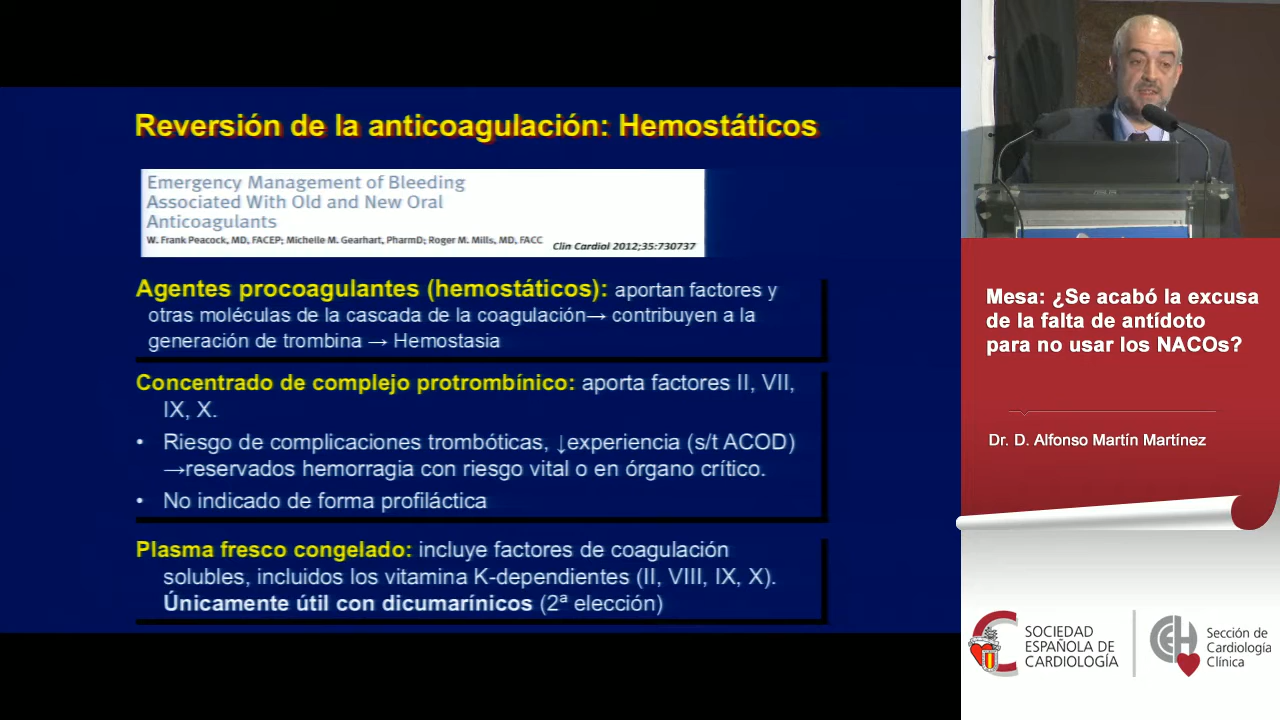 Reversión de la anticoagulación: Hemostáticos
Emergency Management of Bleeding
Associated With Old and New Oral
Anticoagulants
W. Frank Peacock, MD, FACEP; Michelle M. Gearhart, PharmD; Roger M. Mills, MD, FACC
Clin Cardiol 2012;35:730737
Agentes procoagulantes (hemostáticos): aportan factores y
otras moléculas de la cascada de la coagulación→ contribuyen a la
generación de trombina → Hemostasia
Concentrado de complejo protrombínico: aporta factores II, VII,
IX, X.
• Riesgo de complicaciones trombóticas, ↓experiencia (s/t ACOD)
→reservados hemorragia con riesgo vital o en órgano crítico.
• No indicado de forma profiláctica
Plasma fresco congelado: incluye factores de coagulación
solubles, incluidos los vitamina K-dependientes (II, VIII, IX, X).
Únicamente útil con dicumarínicos (2ª elección)
Mesa: ¿Se acabó la excusa
de la falta de antídoto
para no usar los NACOs?
Dr. D. Alfonso Martín Martínez
SOCIEDAD
ESPAÑOLA DE
CARDIOLOGÍA
Sección de
Cardiología
Clínica